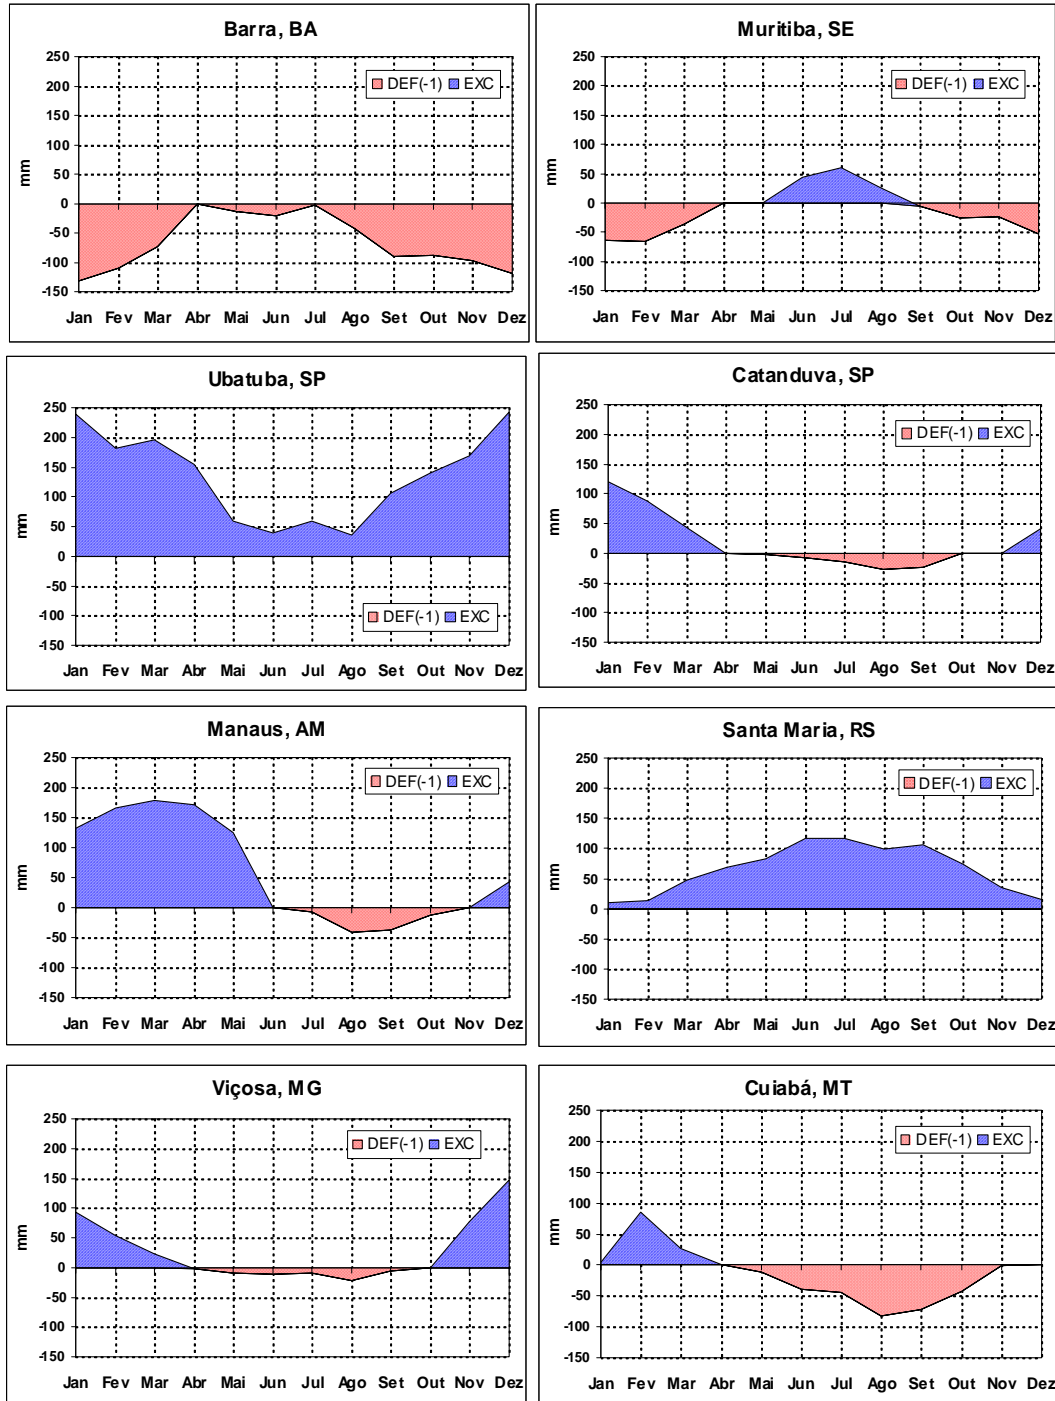 Barra, BA
250
200
150
100
50
0
-50
-100
-150
mm
DEF(-1) EXC
Jan Fev Mar Abr Mai Jun Jul Ago Set Out Nov Dez
Muritiba, SE
250
200
150
100
50
0
-50
-100
-150
mm
DEF(-1) EXC
Jan Fev Mar Abr Mai Jun Jul Ago Set Out Nov Dez
Ubatuba, SP
250
200
150
100
50
0
-50
-100
-150
mm
DEF(-1) EXC
Jan Fev Mar Abr Mai Jun Jul Ago Set Out Nov Dez
Catanduva, SP
250
200
150
100
50
0
-50
-100
-150
mm
DEF(-1) EXC
Jan Fev Mar Abr Mai Jun Jul Ago Set Out Nov Dez
Manaus, AM
250
200
150
100
50
0
-50
-100
-150
mm
DEF(-1) EXC
Jan Fev Mar Abr Mai Jun Jul Ago Set Out Nov Dez
Santa Maria, RS
250
200
150
100
50
0
-50
-100
-150
mm
DEF(-1) EXC
Jan Fev Mar Abr Mai Jun Jul Ago Set Out Nov Dez
Viçosa, MG
250
200
150
100
50
0
-50
-100
-150
mm
DEF(-1) EXC
Jan Fev Mar Abr Mai Jun Jul Ago Set Out Nov Dez
Cuiabá, MT
250
200
150
100
50
0
-50
-100
-150
mm
DEF(-1) EXC
Jan Fev Mar Abr Mai Jun Jul Ago Set Out Nov Dez